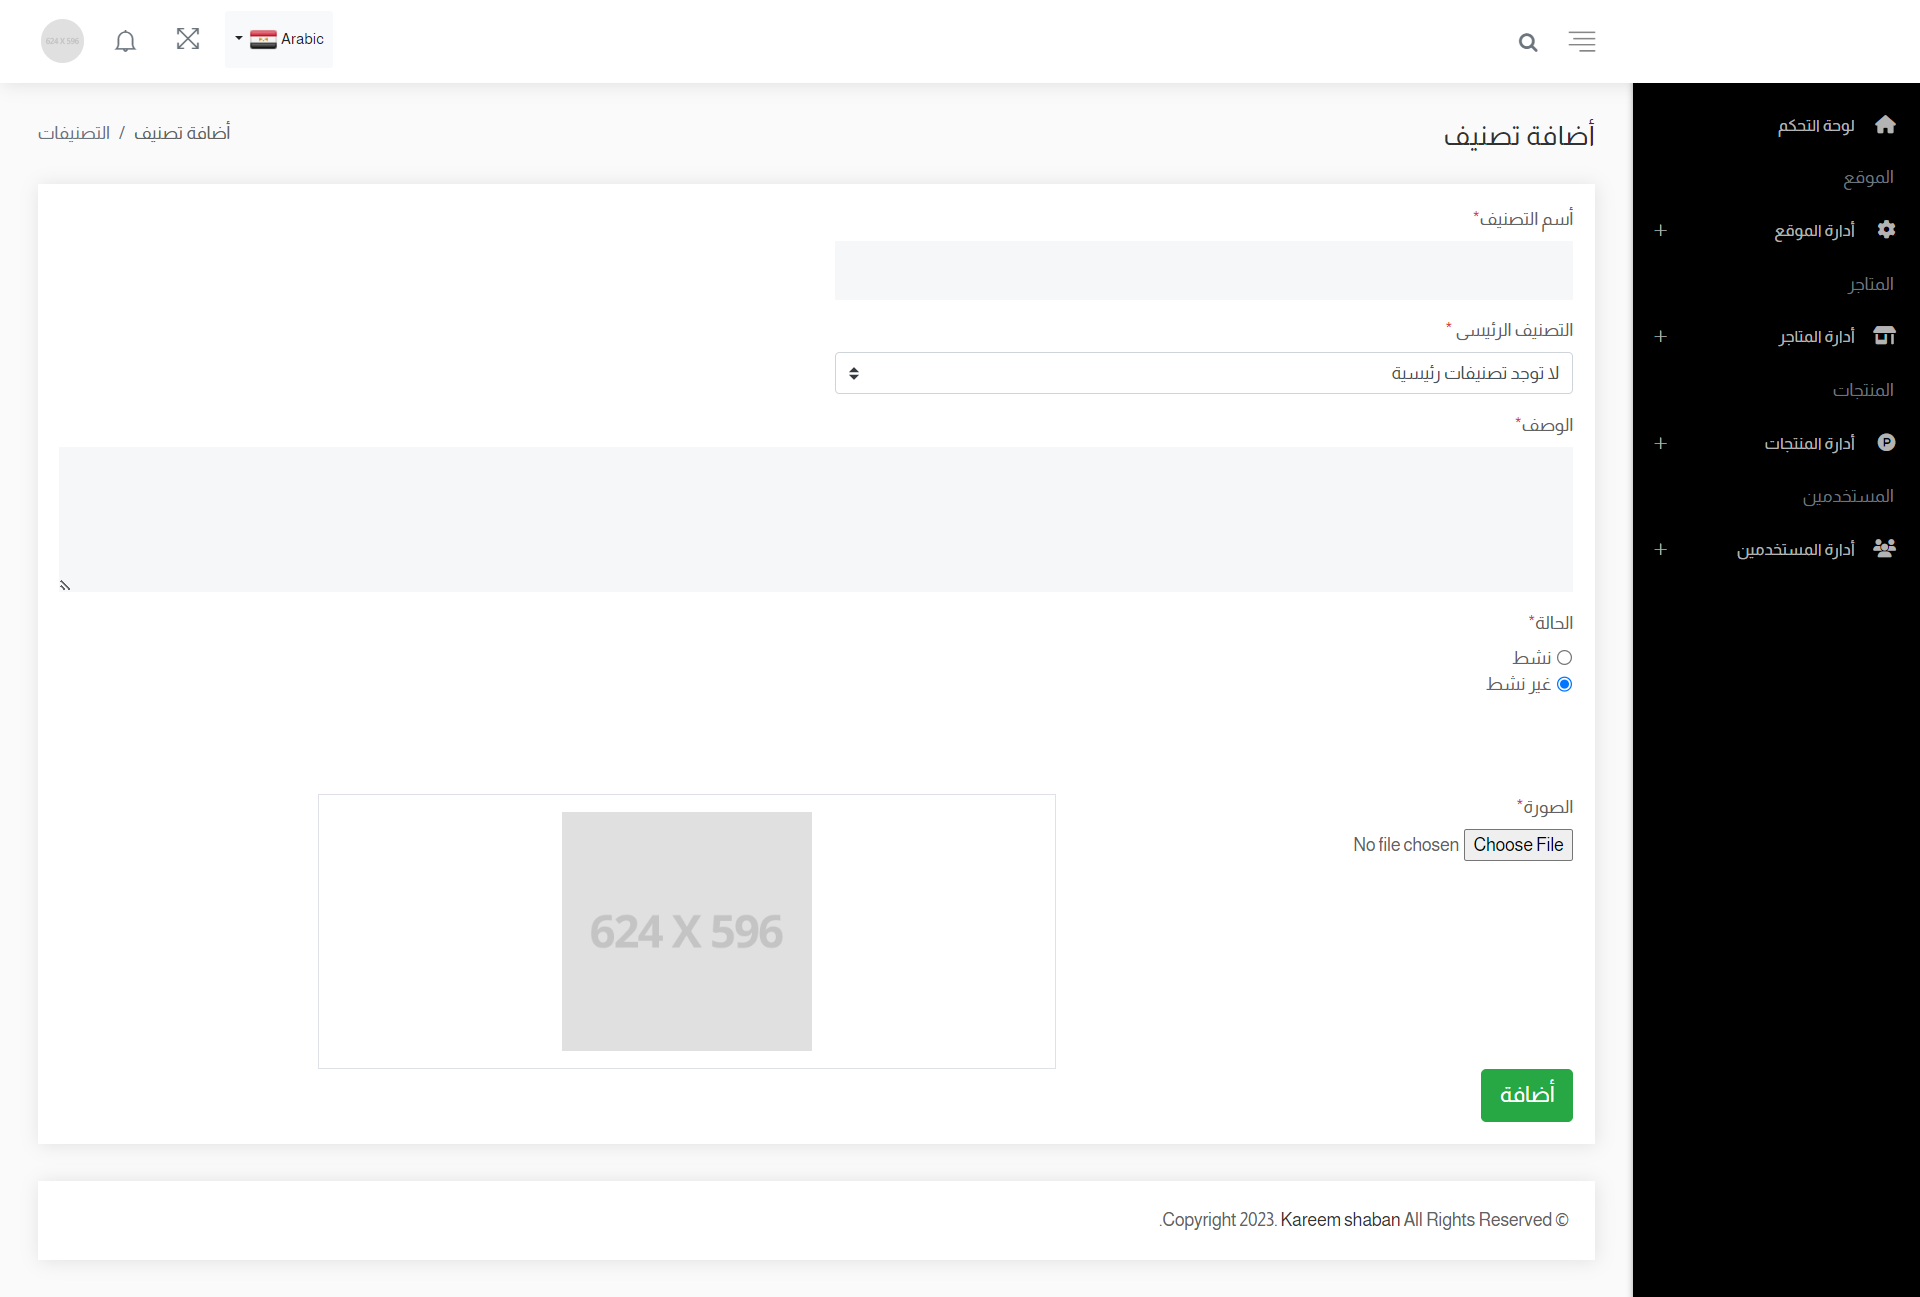 Arabic
624 X 596
لوحة التحكم
الموقع
أدارة الموقع
المتاجر
أدارة المتاجر
المنتجات
أدارة المنتجات
المستخدمين
أدارة المستخدمين
أضافة تصنيف
أضافة تصنيف / التصنيفات
أسم التصنيف*
التصنيف الرئيسى *
لا توجد تصنيفات رئيسية
الوصف*
الحالة*
نشط
غير نشط
الصورة*
Choose File No file chosen
624 X 596
أضافة
.Copyright 2023. Kareem shaban All Rights Reserved ©